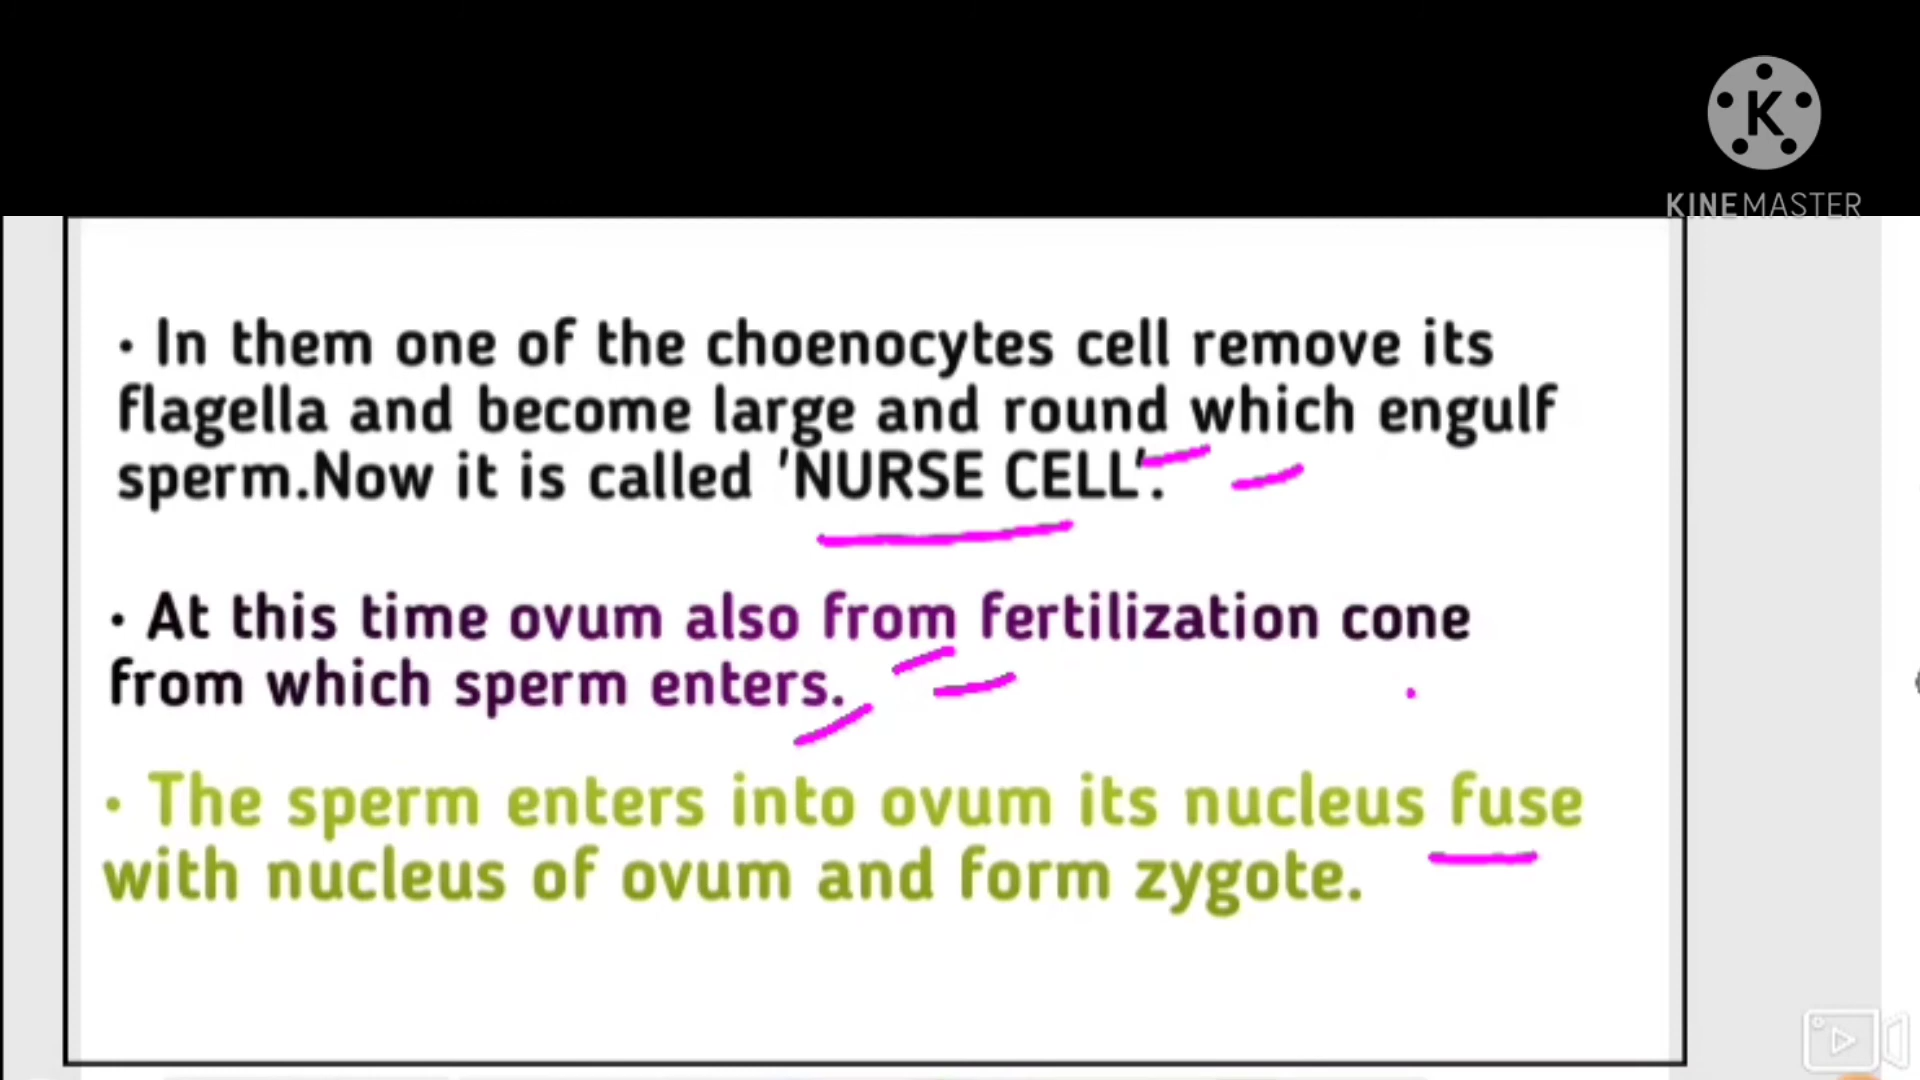 K
KINEMASTER
• In them one of the choenocytes cell remove its
flagella and become large and round which engulf
sperm.Now it is called 'NURSE CELL'.
• At this time ovum also from fertilization cone
from which sperm enters.
• The sperm enters into ovum its nucleus fuse
with nucleus of ovum and form zygote.